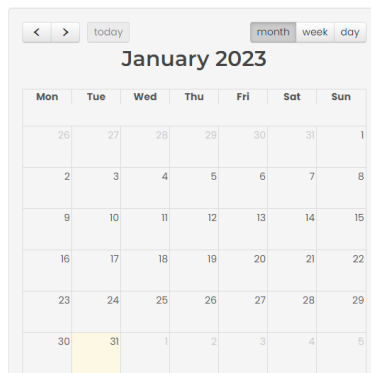 today month week day
January 2023
Mon Tue Wed Thu Fri Sat Sun
26 27 28 29 30 31 1
2 3 4 5 6 7 8
9 10 11 12 13 14 15
16 17 18 19 20 21 22
23 24 25 26 27 28 29
30 31 1 2 3 4 5